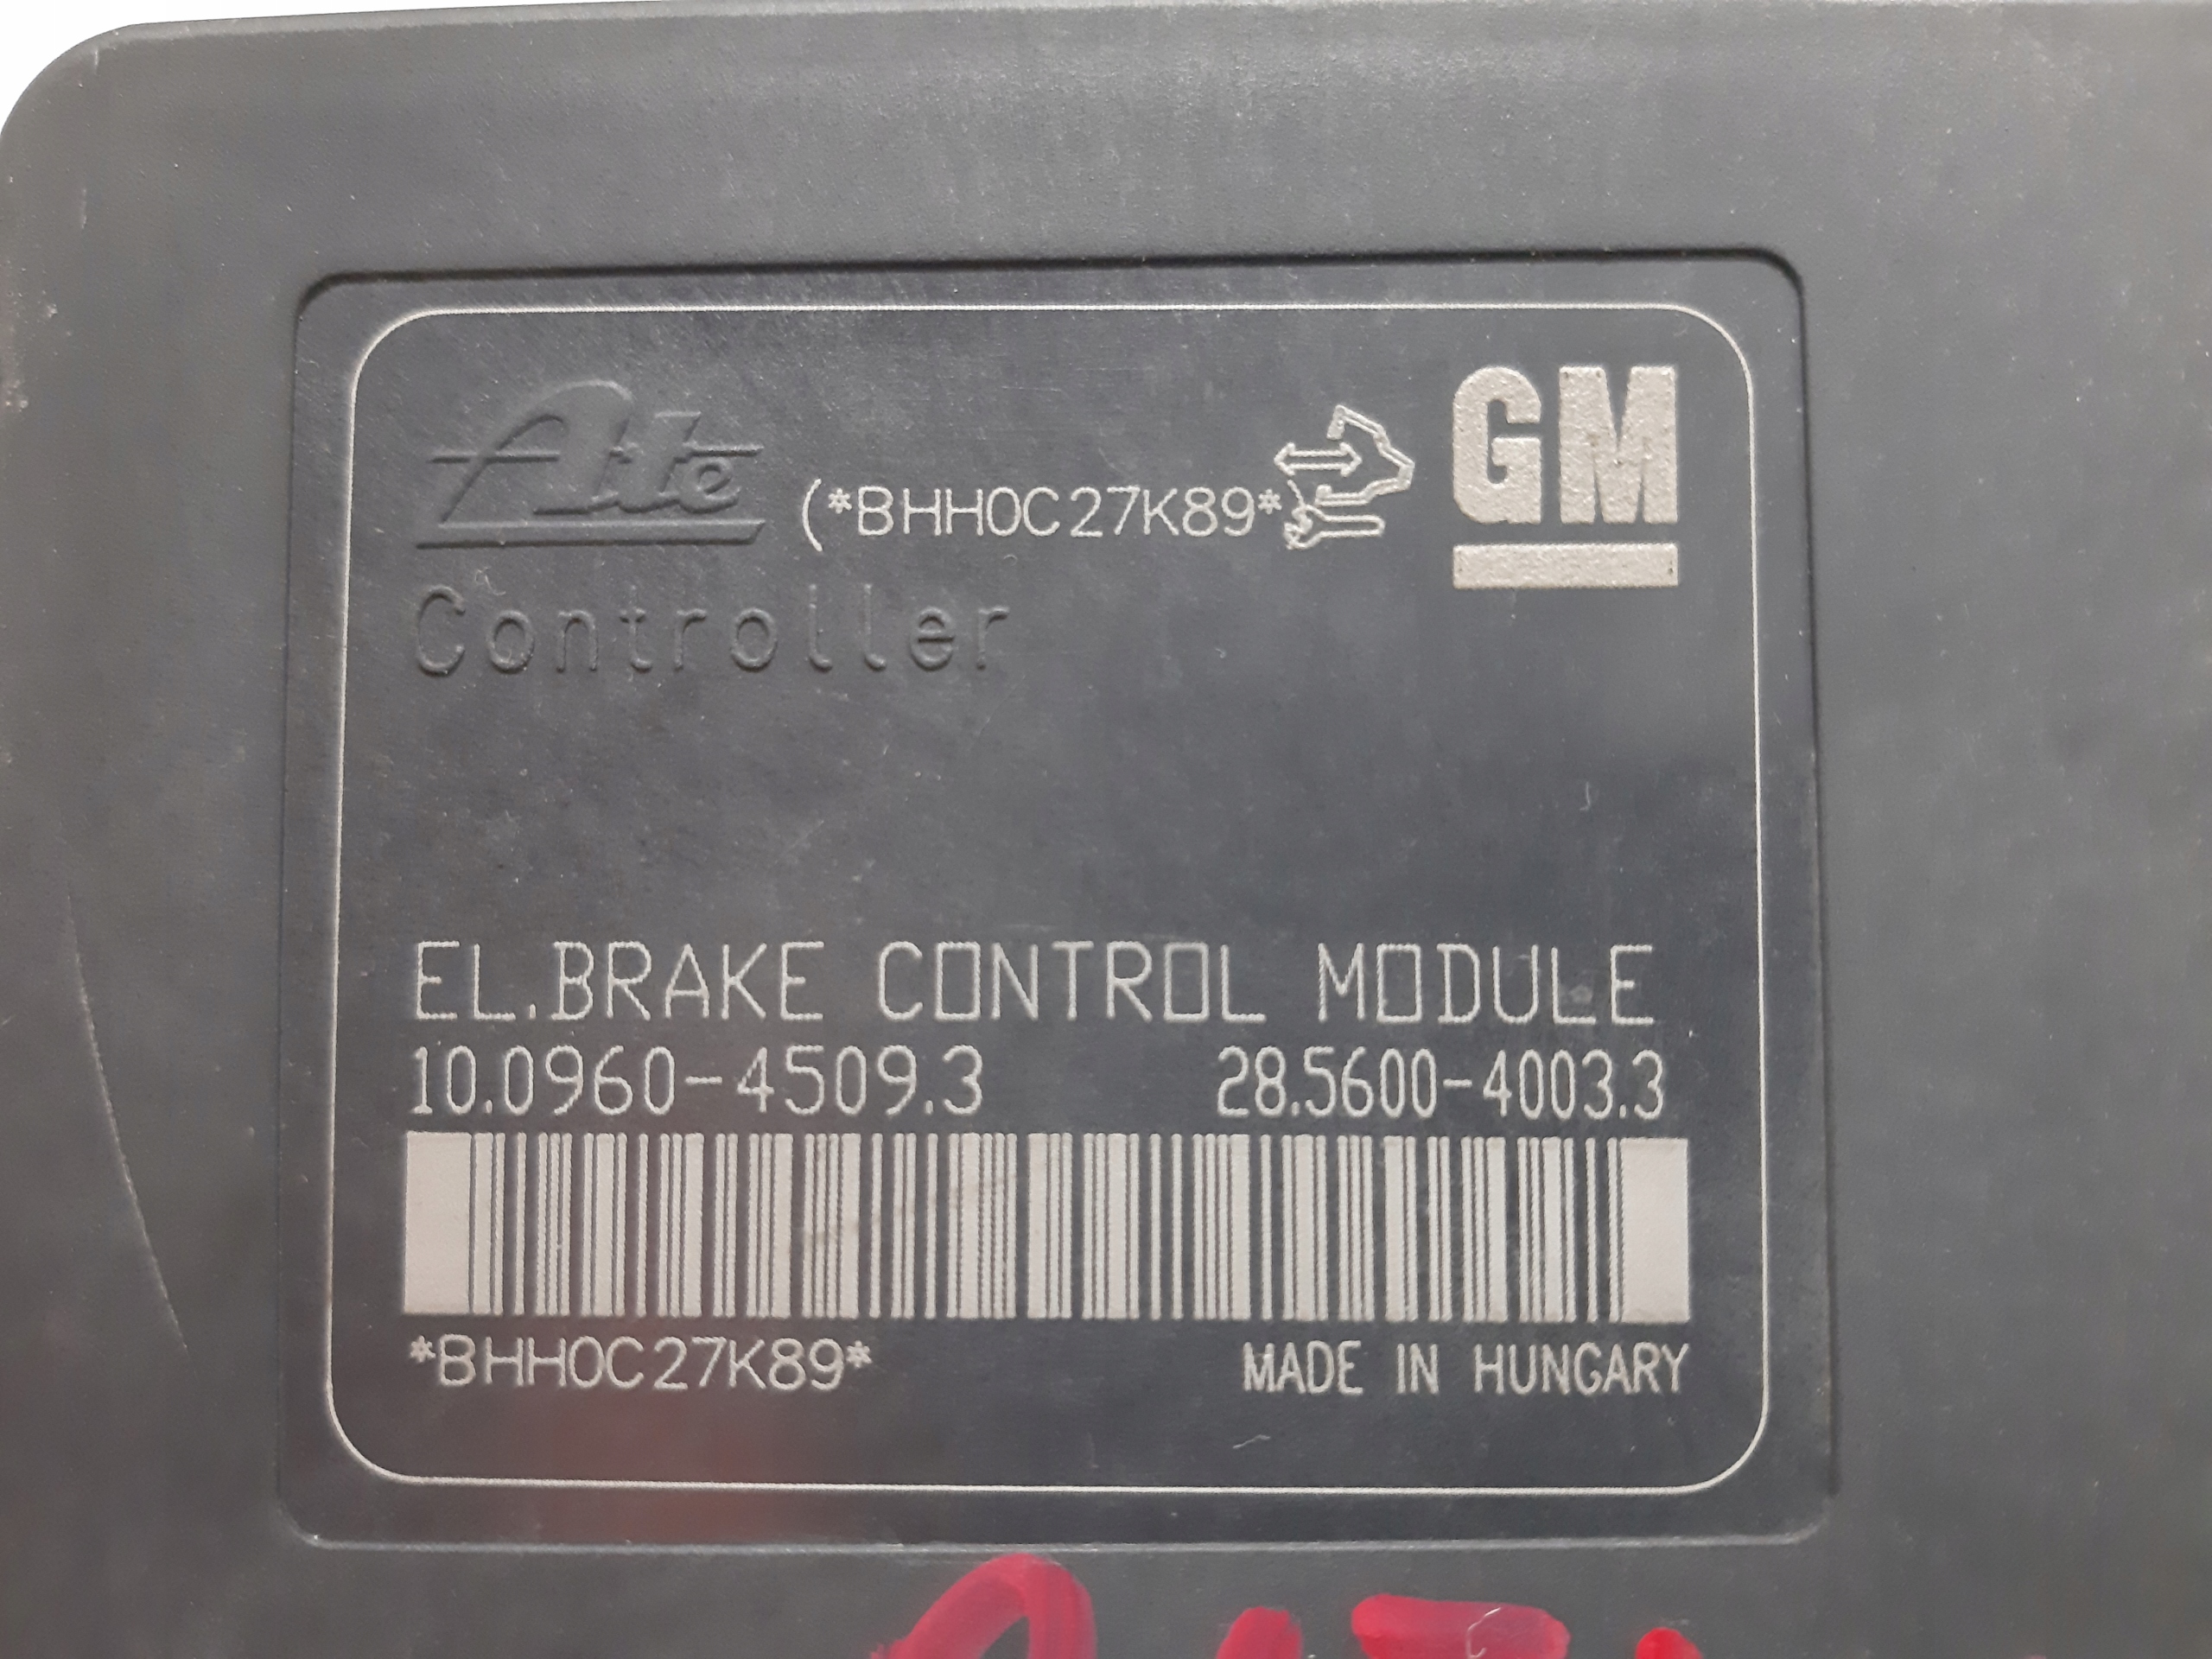 Ate
(*BHH0C27K89*
GM
Controller
EL.BRAKE CONTROL MODULE
10.0960-4509.3 28.5600-4003.3
*BHH0C27K89* MADE IN HUNGARY